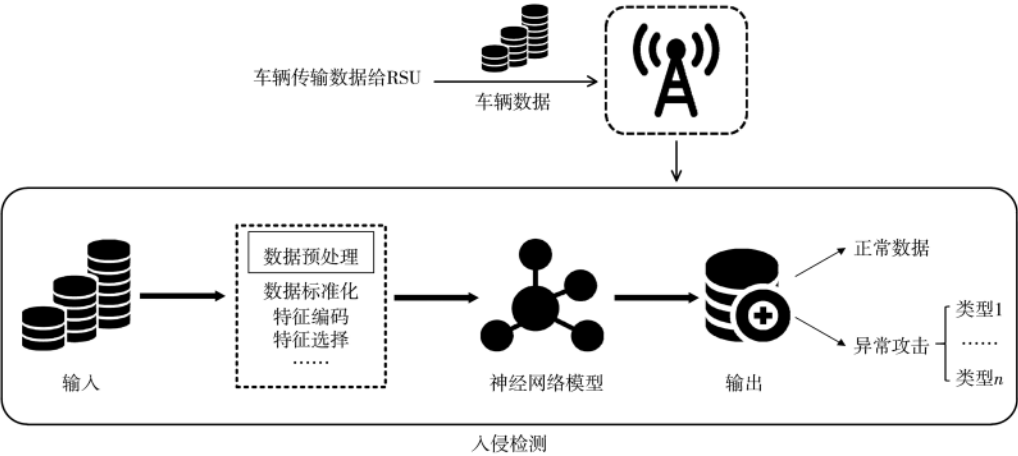 车辆传输数据给RSU
车辆数据
数据预处理
数据标准化
特征编码
特征选择
……
输入
神经网络模型
输出
正常数据
异常攻击
类型1
……
类型n
入侵检测